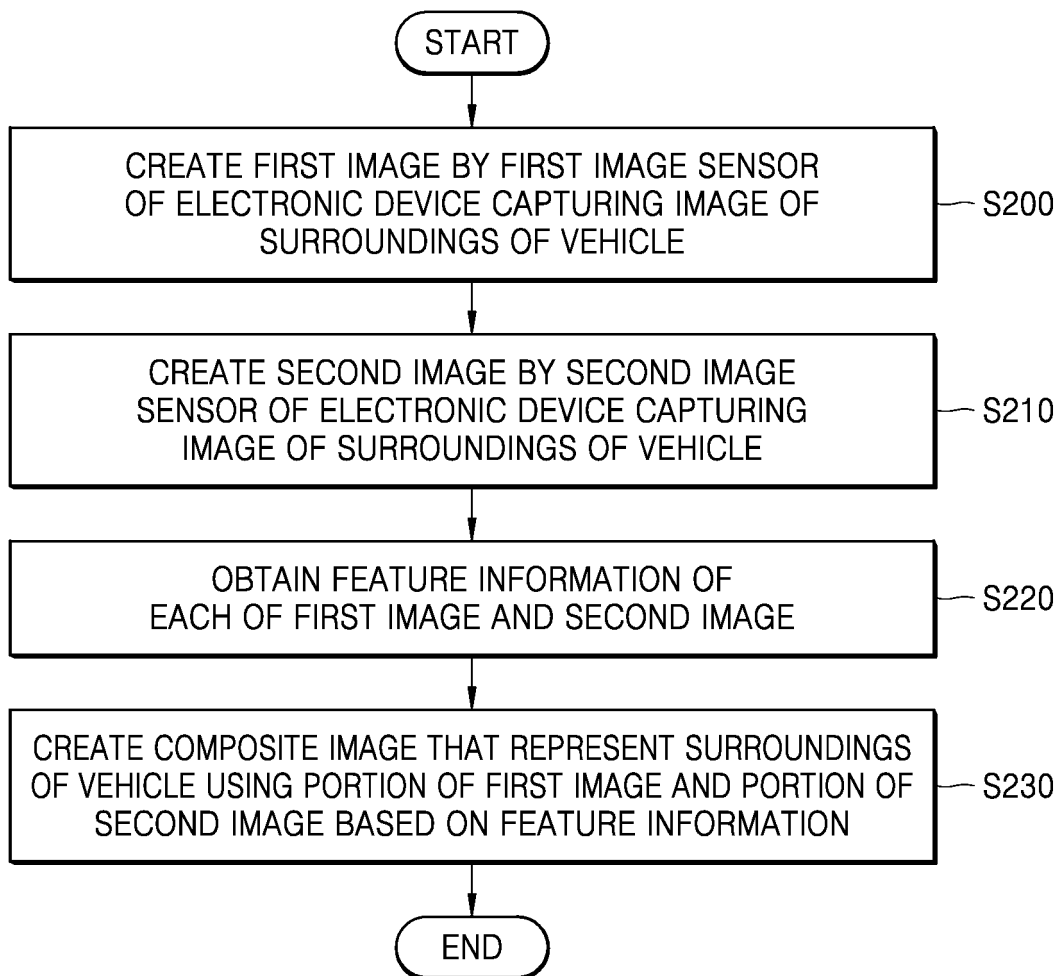 START
CREATE FIRST IMAGE BY FIRST IMAGE SENSOR
OF ELECTRONIC DEVICE CAPTURING IMAGE OF
SURROUNDINGS OF VEHICLE
S200
CREATE SECOND IMAGE BY SECOND IMAGE
SENSOR OF ELECTRONIC DEVICE CAPTURING
IMAGE OF SURROUNDINGS OF VEHICLE
S210
OBTAIN FEATURE INFORMATION OF
EACH OF FIRST IMAGE AND SECOND IMAGE
S220
CREATE COMPOSITE IMAGE THAT REPRESENT SURROUNDINGS
OF VEHICLE USING PORTION OF FIRST IMAGE AND PORTION OF
SECOND IMAGE BASED ON FEATURE INFORMATION
S230
END